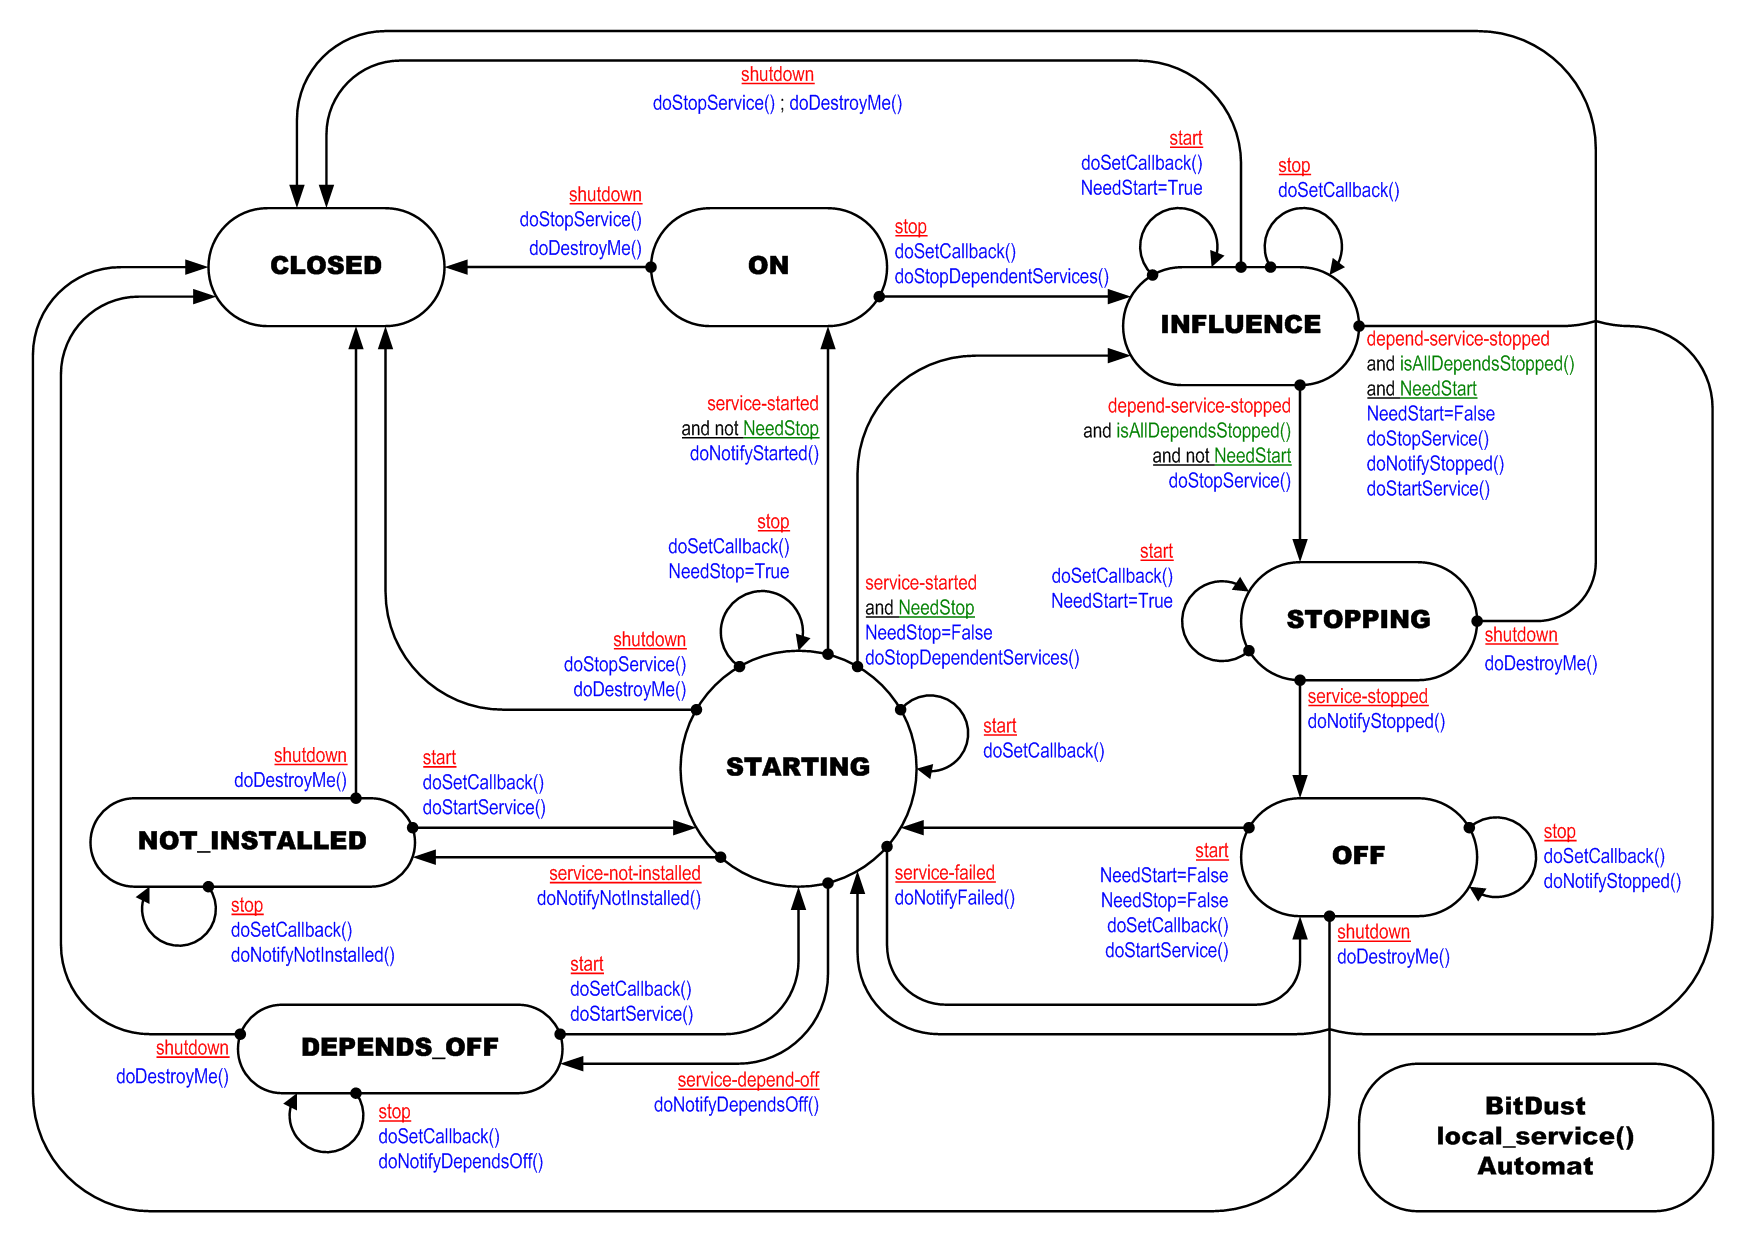 shutdown
doStopService() ; doDestroyMe()
start
doSetCallback()
NeedStart=True
stop
doSetCallback()
shutdown
doStopService()
doDestroyMe()
stop
doSetCallback()
doStopDependentServices()
CLOSED
ON
INFLUENCE
depend-service-stopped
and isAllDependsStopped()
and NeedStart
NeedStart=False
doStopService()
doNotifyStopped()
doStartService()
service-started
and not NeedStop
doNotifyStarted()
depend-service-stopped
and isAllDependsStopped()
and not NeedStart
doStopService()
stop
doSetCallback()
NeedStop=True
service-started
and NeedStop
NeedStop=False
doStopDependentServices()
start
doSetCallback()
NeedStart=True
STOPPING
shutdown
doDestroyMe()
shutdown
doStopService()
doDestroyMe()
service-stopped
doNotifyStopped()
start
doSetCallback()
STARTING
shutdown
doDestroyMe()
start
doSetCallback()
doStartService()
NOT_INSTALLED
OFF
stop
doSetCallback()
doNotifyStopped()
service-not-installed
doNotifyNotInstalled()
service-failed
doNotifyFailed()
start
NeedStart=False
NeedStop=False
doSetCallback()
doStartService()
shutdown
doDestroyMe()
stop
doSetCallback()
doNotifyNotInstalled()
start
doSetCallback()
doStartService()
DEPENDS_OFF
shutdown
doDestroyMe()
service-depend-off
doNotifyDependsOff()
stop
doSetCallback()
doNotifyDependsOff()
BitDust
local_service()
Automat